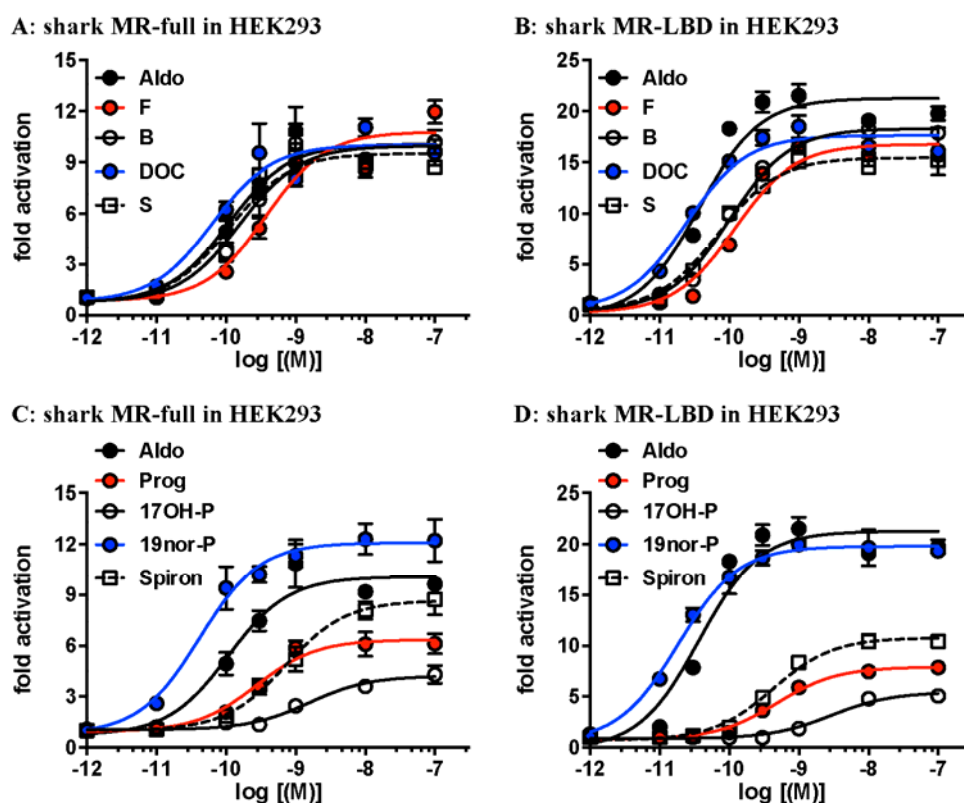 A: shark MR-full in HEK293
15
12
9
6
3
0
fold activation
Aldo
F
B
DOC
S
-12 -11 -10 -9 -8 -7
log [(M)]
B: shark MR-LBD in HEK293
25
20
15
10
5
0
fold activation
Aldo
F
B
DOC
S
-12 -11 -10 -9 -8 -7
log [(M)]
C: shark MR-full in HEK293
Aldo
Prog
17OH-P
19nor-P
Spiron
15
12
9
6
3
0
fold activation
-12 -11 -10 -9 -8 -7
log [(M)]
D: shark MR-LBD in HEK293
Aldo
Prog
17OH-P
19nor-P
Spiron
25
20
15
10
5
0
fold activation
-12 -11 -10 -9 -8 -7
log [(M)]